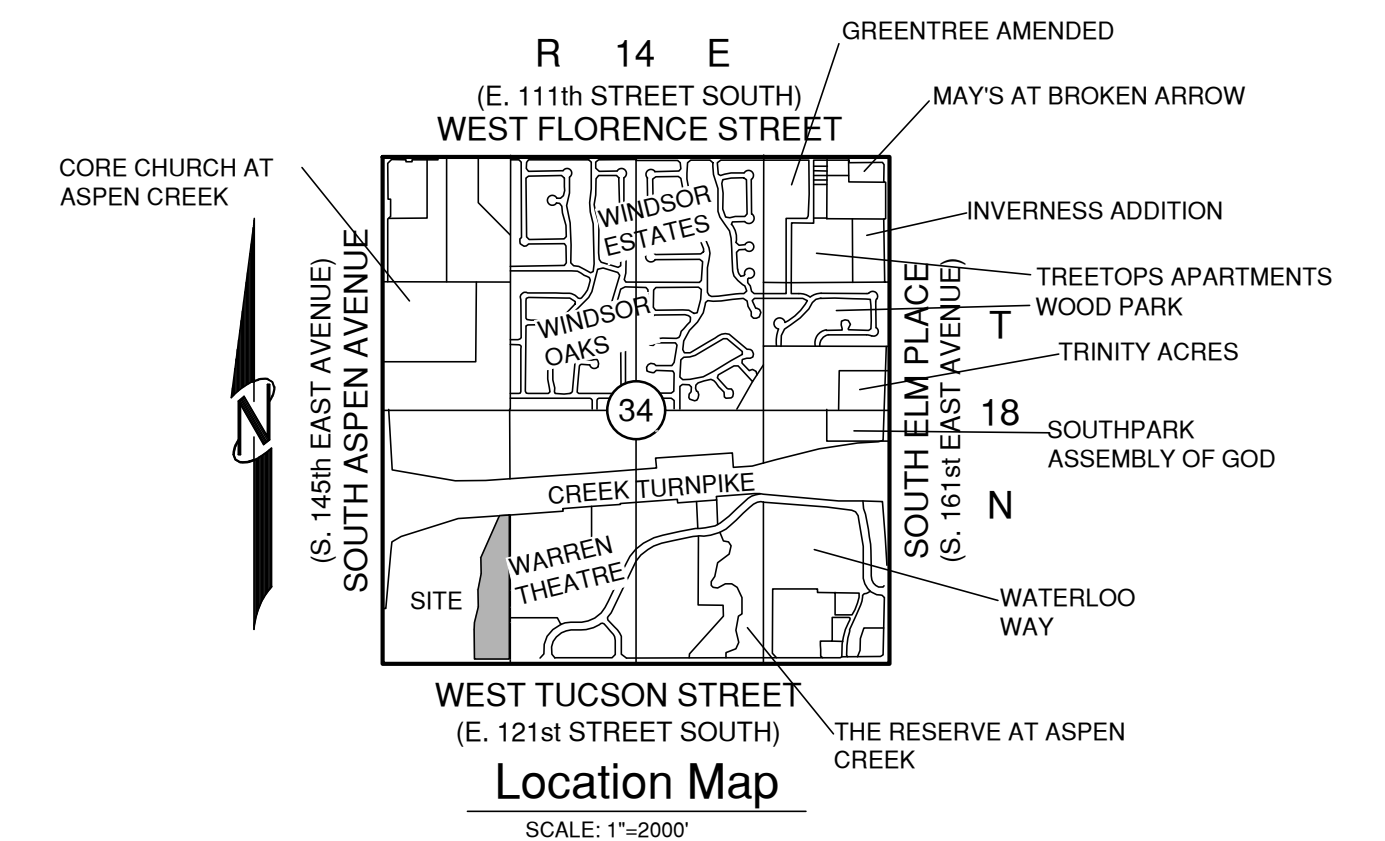 R 14 E
(E. 111th STREET SOUTH)
WEST FLORENCE STREET
GREENTREE AMENDED
MAY'S AT BROKEN ARROW
CORE CHURCH AT
ASPEN CREEK
INVERNESS ADDITION
TREETOPS APARTMENTS
WOOD PARK
TRINITY ACRES
SOUTHPARK
ASSEMBLY OF GOD
WATERLOO
WAY
THE RESERVE AT ASPEN
CREEK
N
(S. 145th EAST AVENUE)
SOUTH ASPEN AVENUE
WINDSOR
ESTATES
WINDSOR
OAKS
34
CREEK TURNPIKE
WARREN
THEATRE
SITE
SOUTH ELM PLACE
(S. 161st EAST AVENUE)
T
18
N
WEST TUCSON STREET
(E. 121st STREET SOUTH)
Location Map
SCALE: 1"=2000'